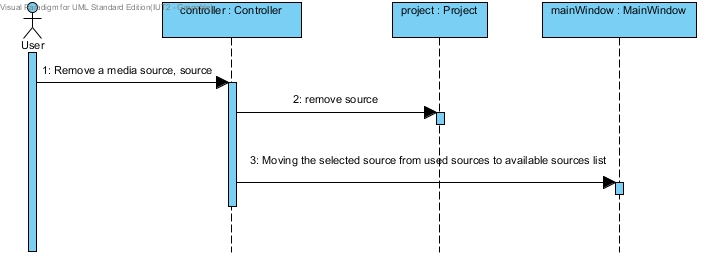 Visual Paradigm for UML Standard Edition(IU
controller : Controller
project : Project
mainWindow : MainWindow
User
1: Remove a media source, source
2: remove source
3: Moving the selected source from used sources to available sources list